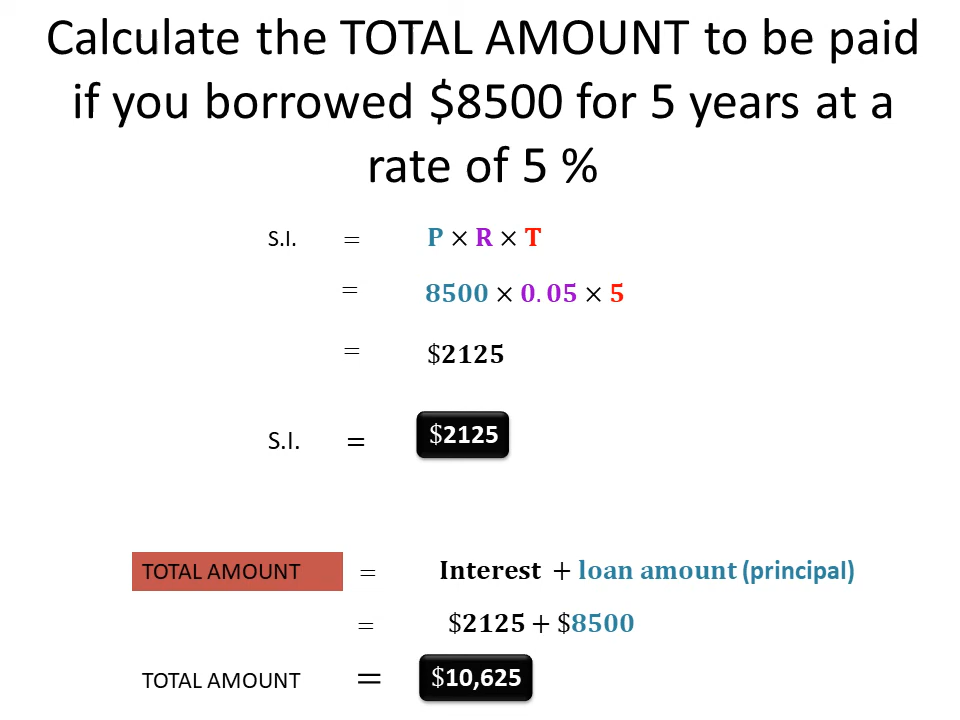 Calculate the TOTAL AMOUNT to be paid
if you borrowed $8500 for 5 years at a
rate of 5 %
S.I. = P × R × T
= 8500 × 0.05 × 5
= $2125
S.I. = $2125
TOTAL AMOUNT = Interest + loan amount (principal)
= $2125 + $8500
TOTAL AMOUNT = $10,625